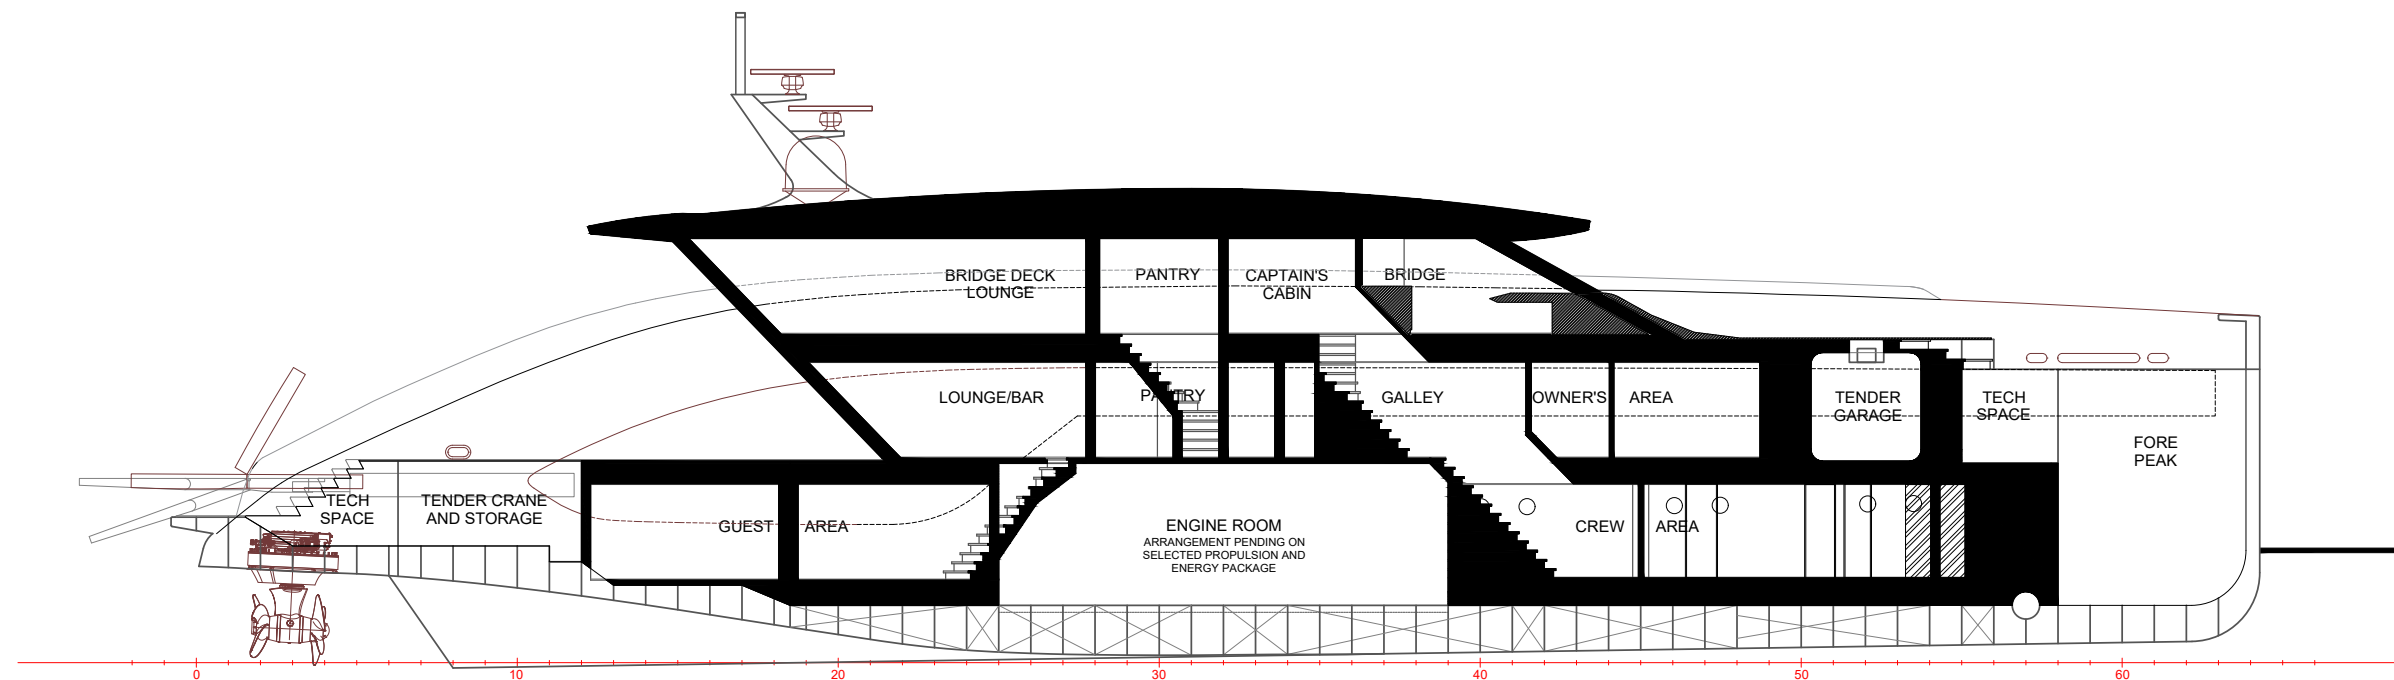 BRIDGE DECK
LOUNGE
PANTRY
CAPTAIN'S
CABIN
BRIDGE
LOUNGE/BAR
PANTRY
GALLEY
OWNER'S AREA
TENDER
GARAGE
TECH
SPACE
FORE
PEAK
TECH
SPACE
TENDER CRANE
AND STORAGE
GUEST AREA
ENGINE ROOM
ARRANGEMENT PENDING ON
SELECTED PROPULSION AND
ENERGY PACKAGE
CREW AREA
0 10 20 30 40 50 60